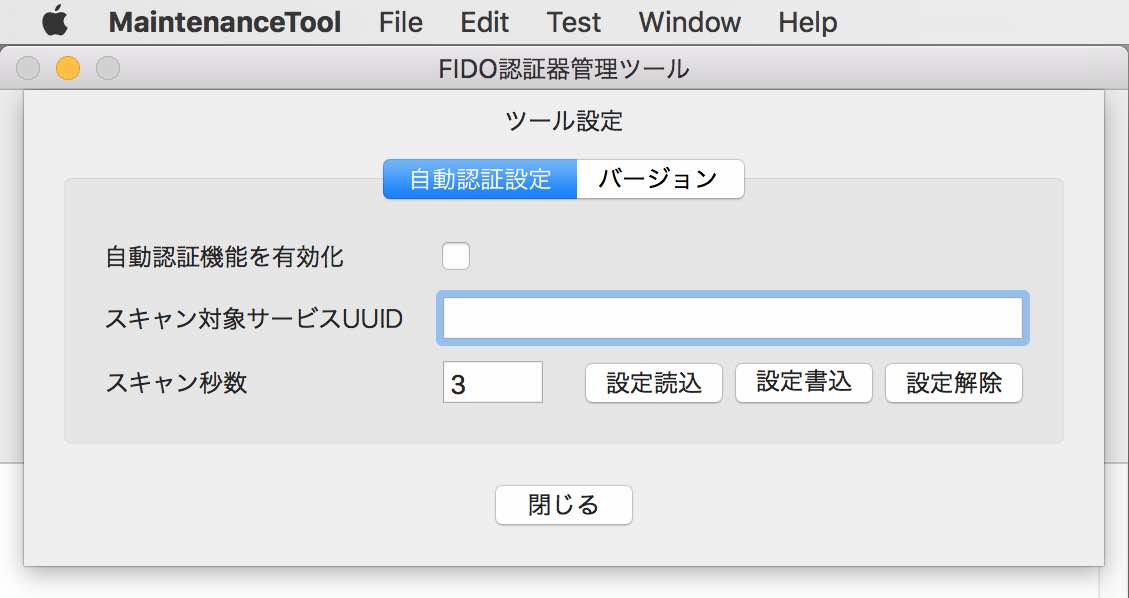 MaintenanceTool File Edit Test Window Help
FIDO認証器管理ツール
ツール設定
自動認証設定 バージョン
自動認証機能を有効化
スキャン対象サービスUUID
スキャン秒数 3 設定読込 設定書込 設定解除
閉じる